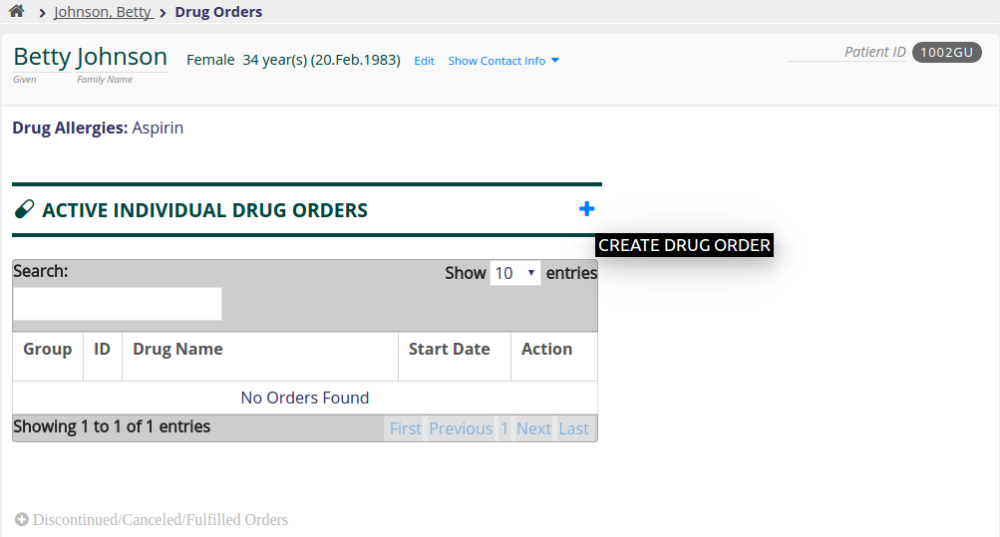 Johnson, Betty > Drug Orders
Betty Johnson Female 34 year(s) (20.Feb.1983) Edit Show Contact Info Patient ID 1002GU
Given Family Name
Drug Allergies: Aspirin
ACTIVE INDIVIDUAL DRUG ORDERS
CREATE DRUG ORDER
Search: Show 10 entries
Group ID Drug Name Start Date Action
No Orders Found
Showing 1 to 1 of 1 entries First Previous 1 Next Last
Discontinued/Canceled/Fulfilled Orders